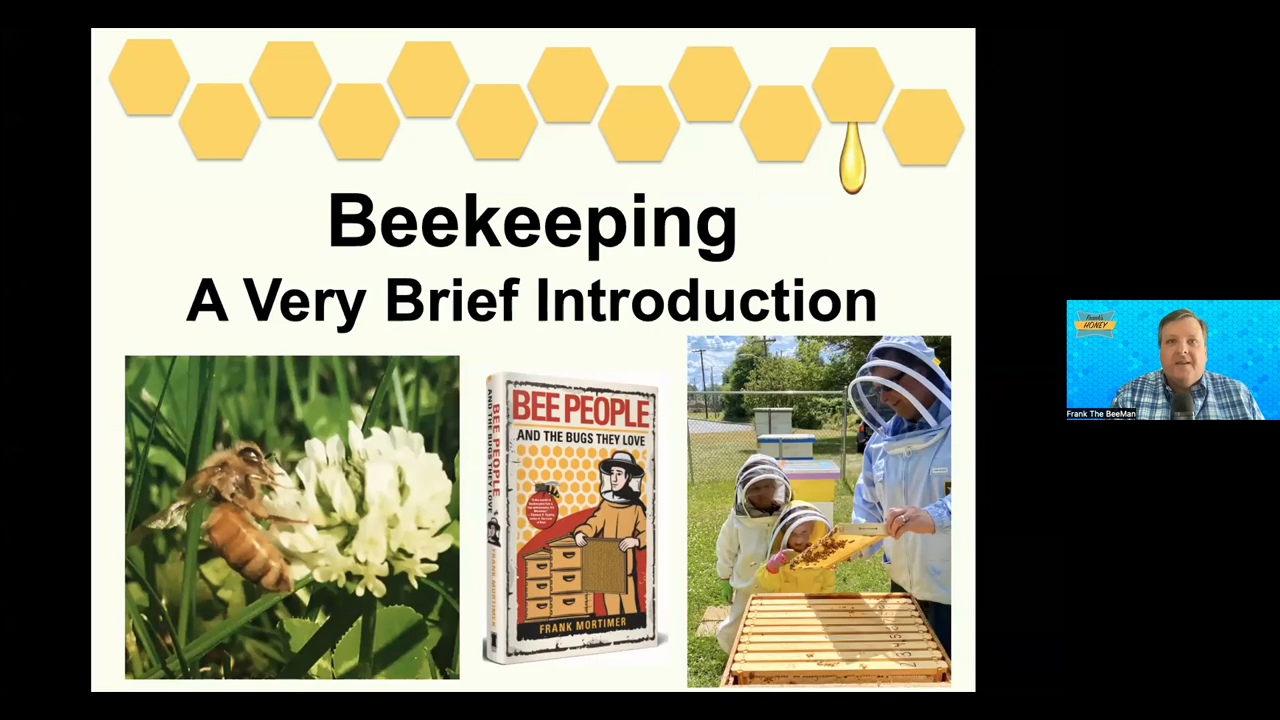 Beekeeping
A Very Brief Introduction
BEE PEOPLE
AND THE BUGS THEY LOVE
FRANK MORTIMER
BEE PEOPLE
AND THE BUGS THEY LOVE
FRANK MORTIMER
Frank's
HONEY
Frank The BeeMan